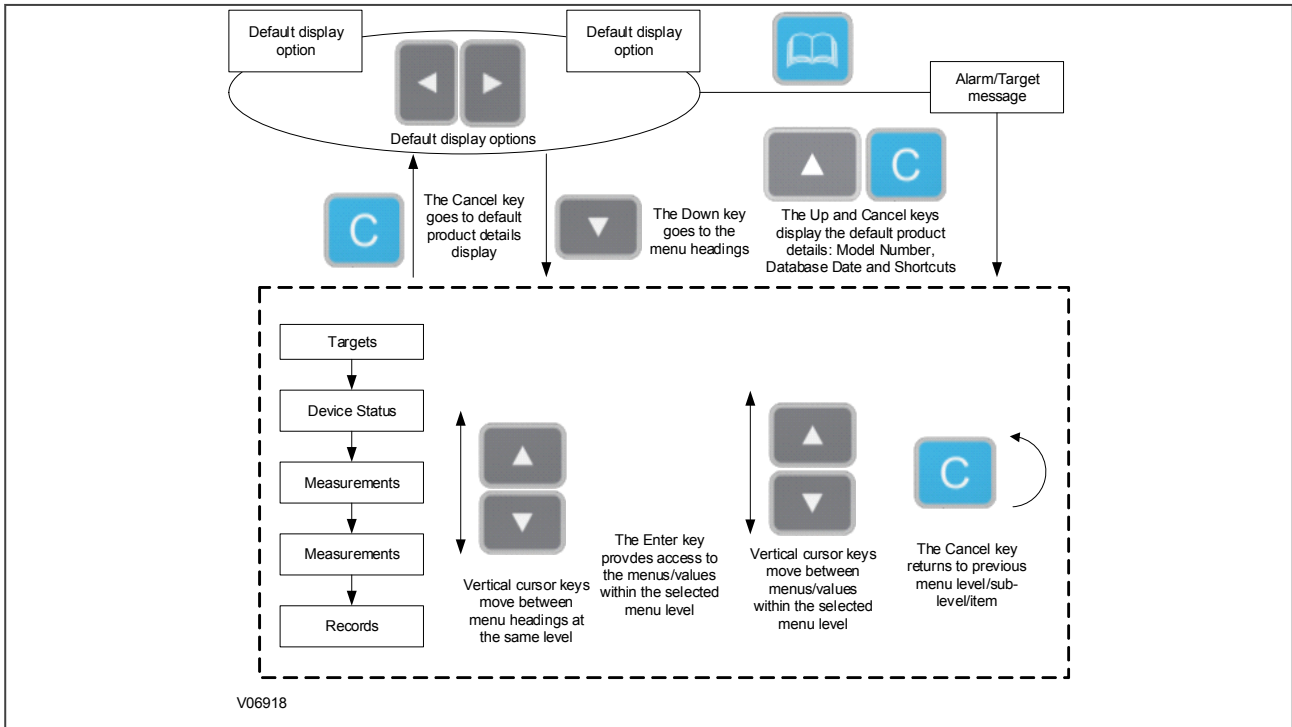 Default display
option
Default display
option
Default display options
Alarm/Target
message
C
The Cancel key
goes to default
product details
display
The Down key
goes to the
menu headings
C
The Up and Cancel keys
display the default product
details: Model Number,
Database Date and Shortcuts
Targets
Device Status
Measurements
Measurements
Records
Vertical cursor keys
move between
menu headings at
the same level
The Enter key
provdes access to
the menus/values
within the selected
menu level
Vertical cursor keys
move between
menus/values
within the selected
menu level
C
The Cancel key
returns to previous
menu level/sub-
level/item
V06918